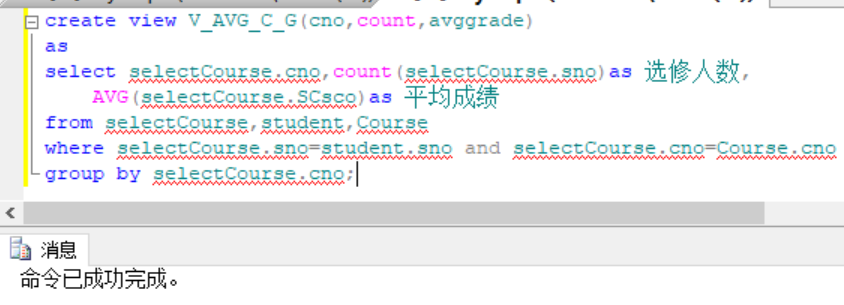 create view V_AVG_C_G(cno,count,avggrade)
as
select selectCourse.cno,count(selectCourse.sno)as 选修人数,
AVG(selectCourse.SCsco)as 平均成绩
from selectCourse,student,Course
where selectCourse.sno=student.sno and selectCourse.cno=Course.cno
group by selectCourse.cno;
消息
命令已成功完成。